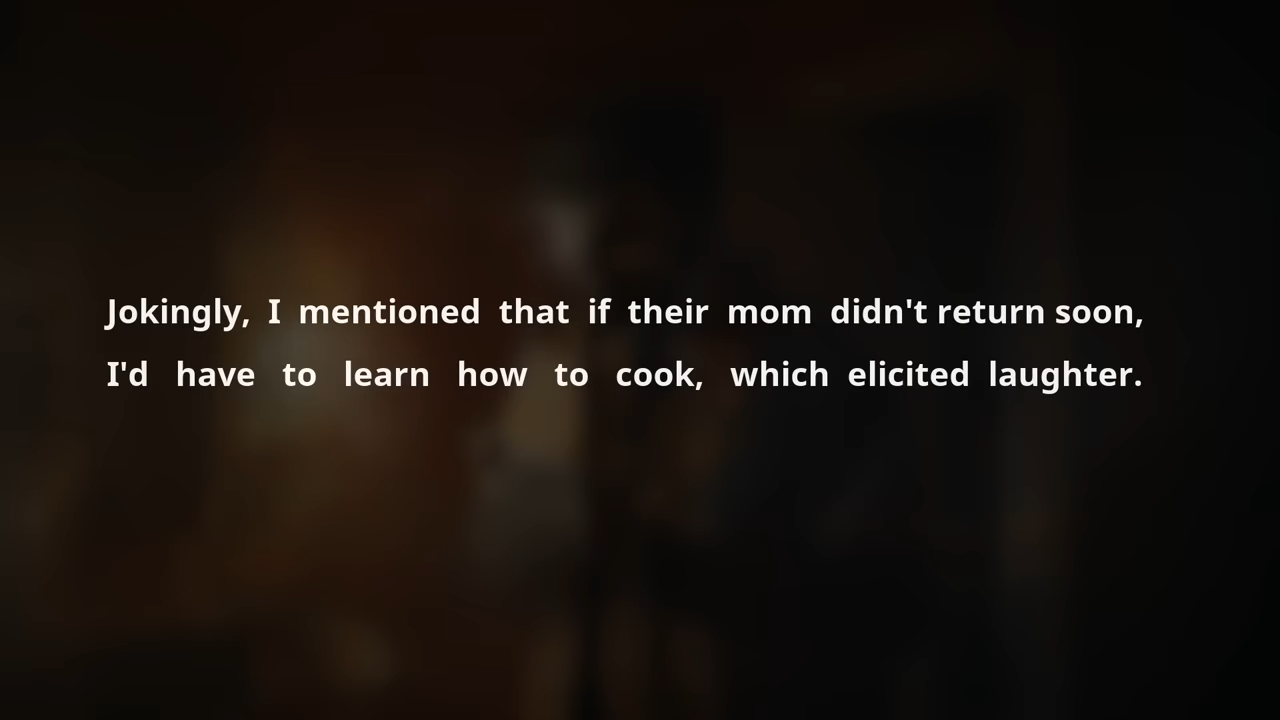 Jokingly, I mentioned that if their mom didn't return soon,
I'd have to learn how to cook, which elicited laughter.